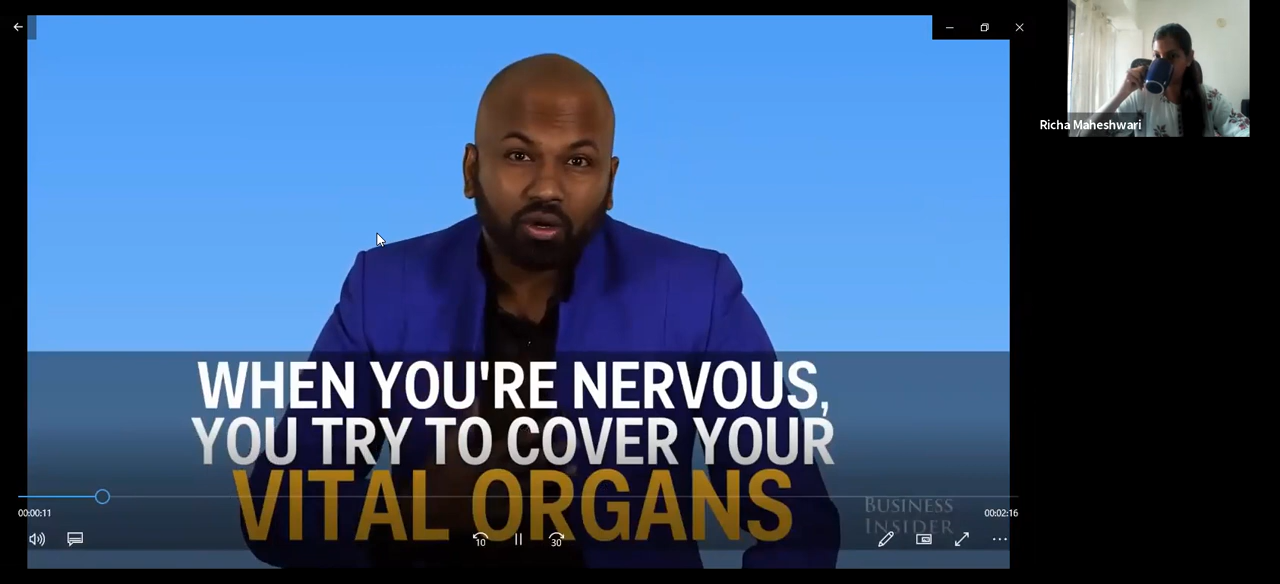 Richa Maheshwari
WHEN YOU'RE NERVOUS,
YOU TRY TO COVER YOUR
VITAL ORGANS
BUSINESS
INSIDER
00:00:11
00:02:16
10
30